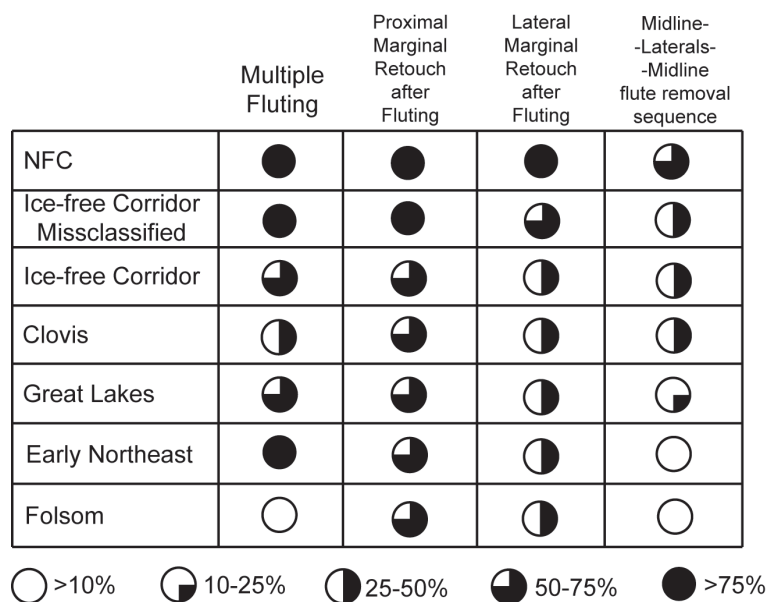 Multiple
Fluting
Proximal
Marginal
Retouch
after
Fluting
Lateral
Marginal
Retouch
after
Fluting
Midline-
-Laterals-
-Midline
flute removal
sequence
NFC
Ice-free Corridor
Missclassified
Ice-free Corridor
Clovis
Great Lakes
Early Northeast
Folsom
>10% 10-25% 25-50% 50-75% >75%